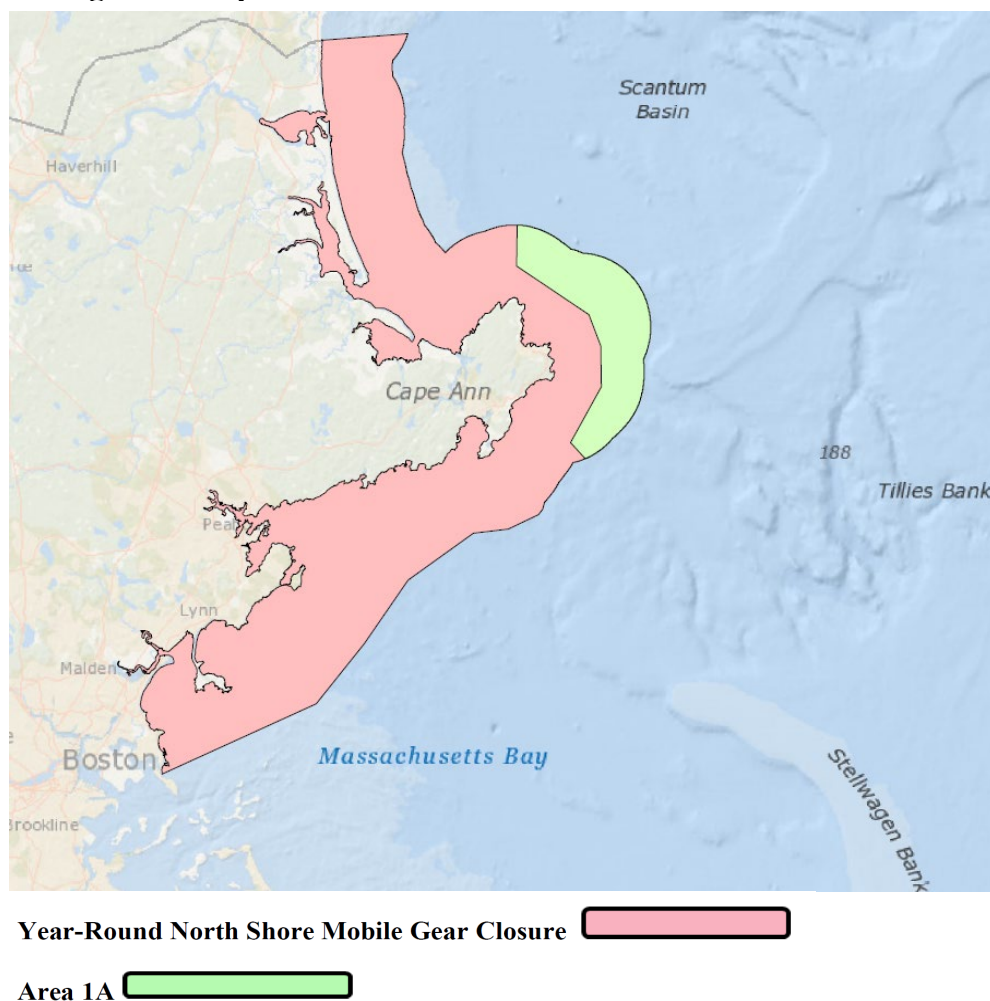 Scantum
Basin
Haverhill
Cape Ann
188
Tillies Bank
Lynn
Malden
Boston
Massachusetts Bay
Stellwagen Bank
Year-Round North Shore Mobile Gear Closure
Area 1A